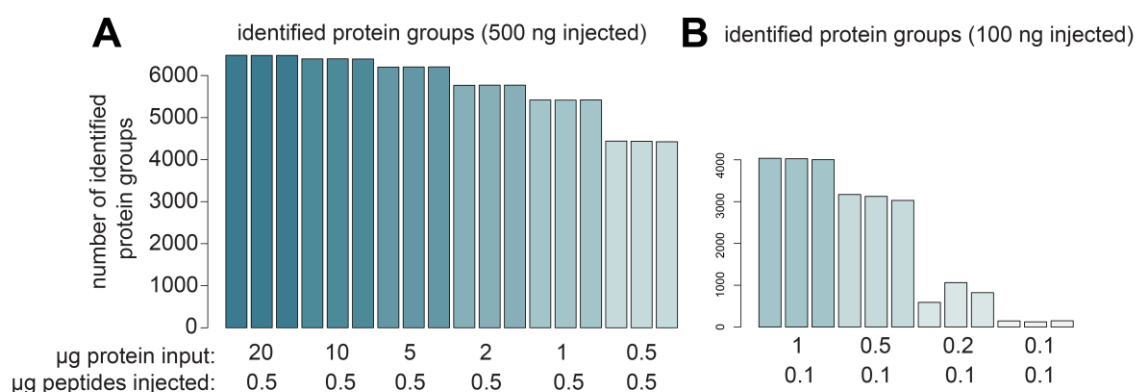 A identified protein groups (500 ng injected)
number of identified
protein groups
6000
5000
4000
3000
2000
1000
0
µg protein input: 20 10 5 2 1 0.5
µg peptides injected: 0.5 0.5 0.5 0.5 0.5 0.5
B identified protein groups (100 ng injected)
4000
3000
2000
1000
0
1 0.5 0.2 0.1
0.1 0.1 0.1 0.1